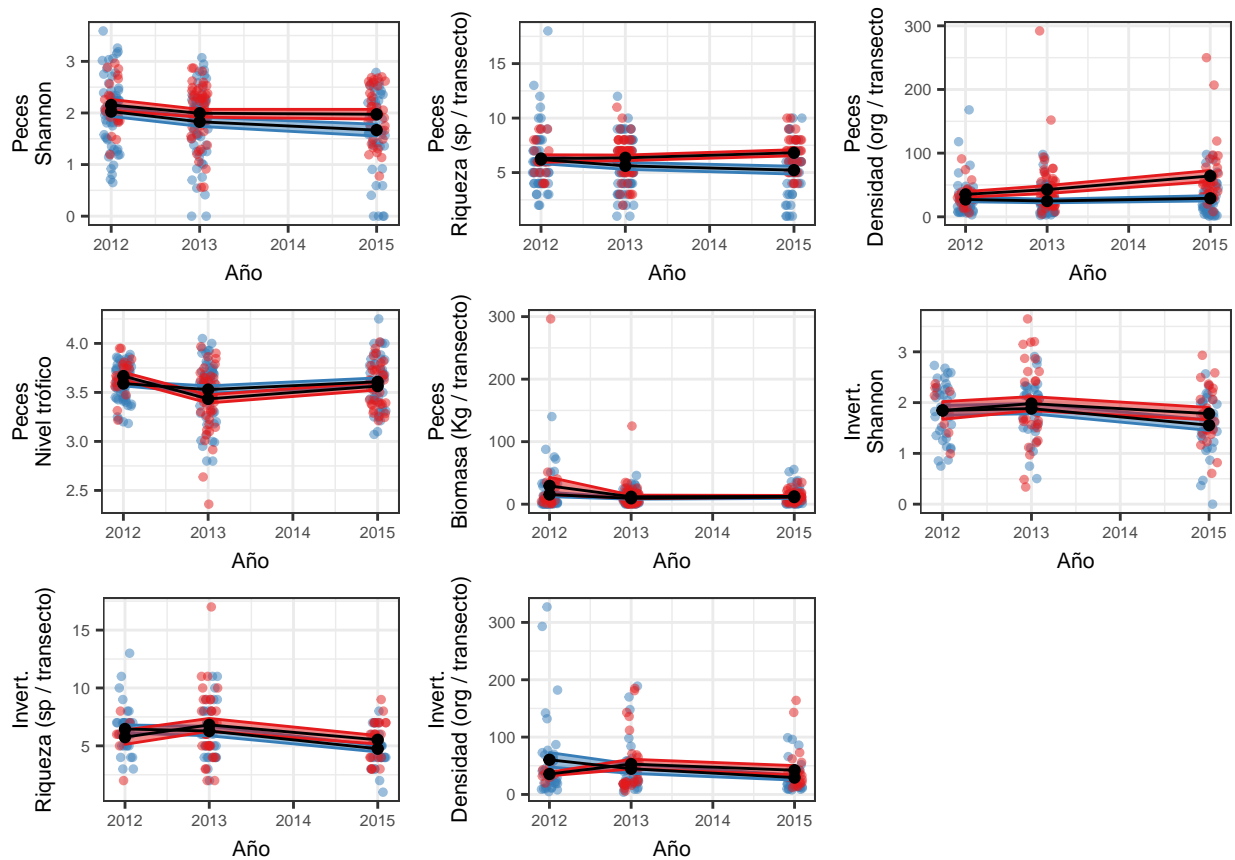 Peces
Shannon
3
2
1
0
2012 2013 2014 2015
Año
Peces
Riqueza (sp / transecto)
15
10
5
2012 2013 2014 2015
Año
Peces
Densidad (org / transecto
300
200
100
0
2012 2013 2014 2015
Año
Peces
Nivel trófico
4.0
3.5
3.0
2.5
2012 2013 2014 2015
Año
Peces
Biomasa (Kg / transecto)
300
200
100
0
2012 2013 2014 2015
Año
Invert.
Shannon
3
2
1
0
2012 2013 2014 2015
Año
Invert.
Riqueza (sp / transecto)
15
10
5
2012 2013 2014 2015
Año
Invert.
Densidad (org / transecto)
300
200
100
0
2012 2013 2014 2015
Año